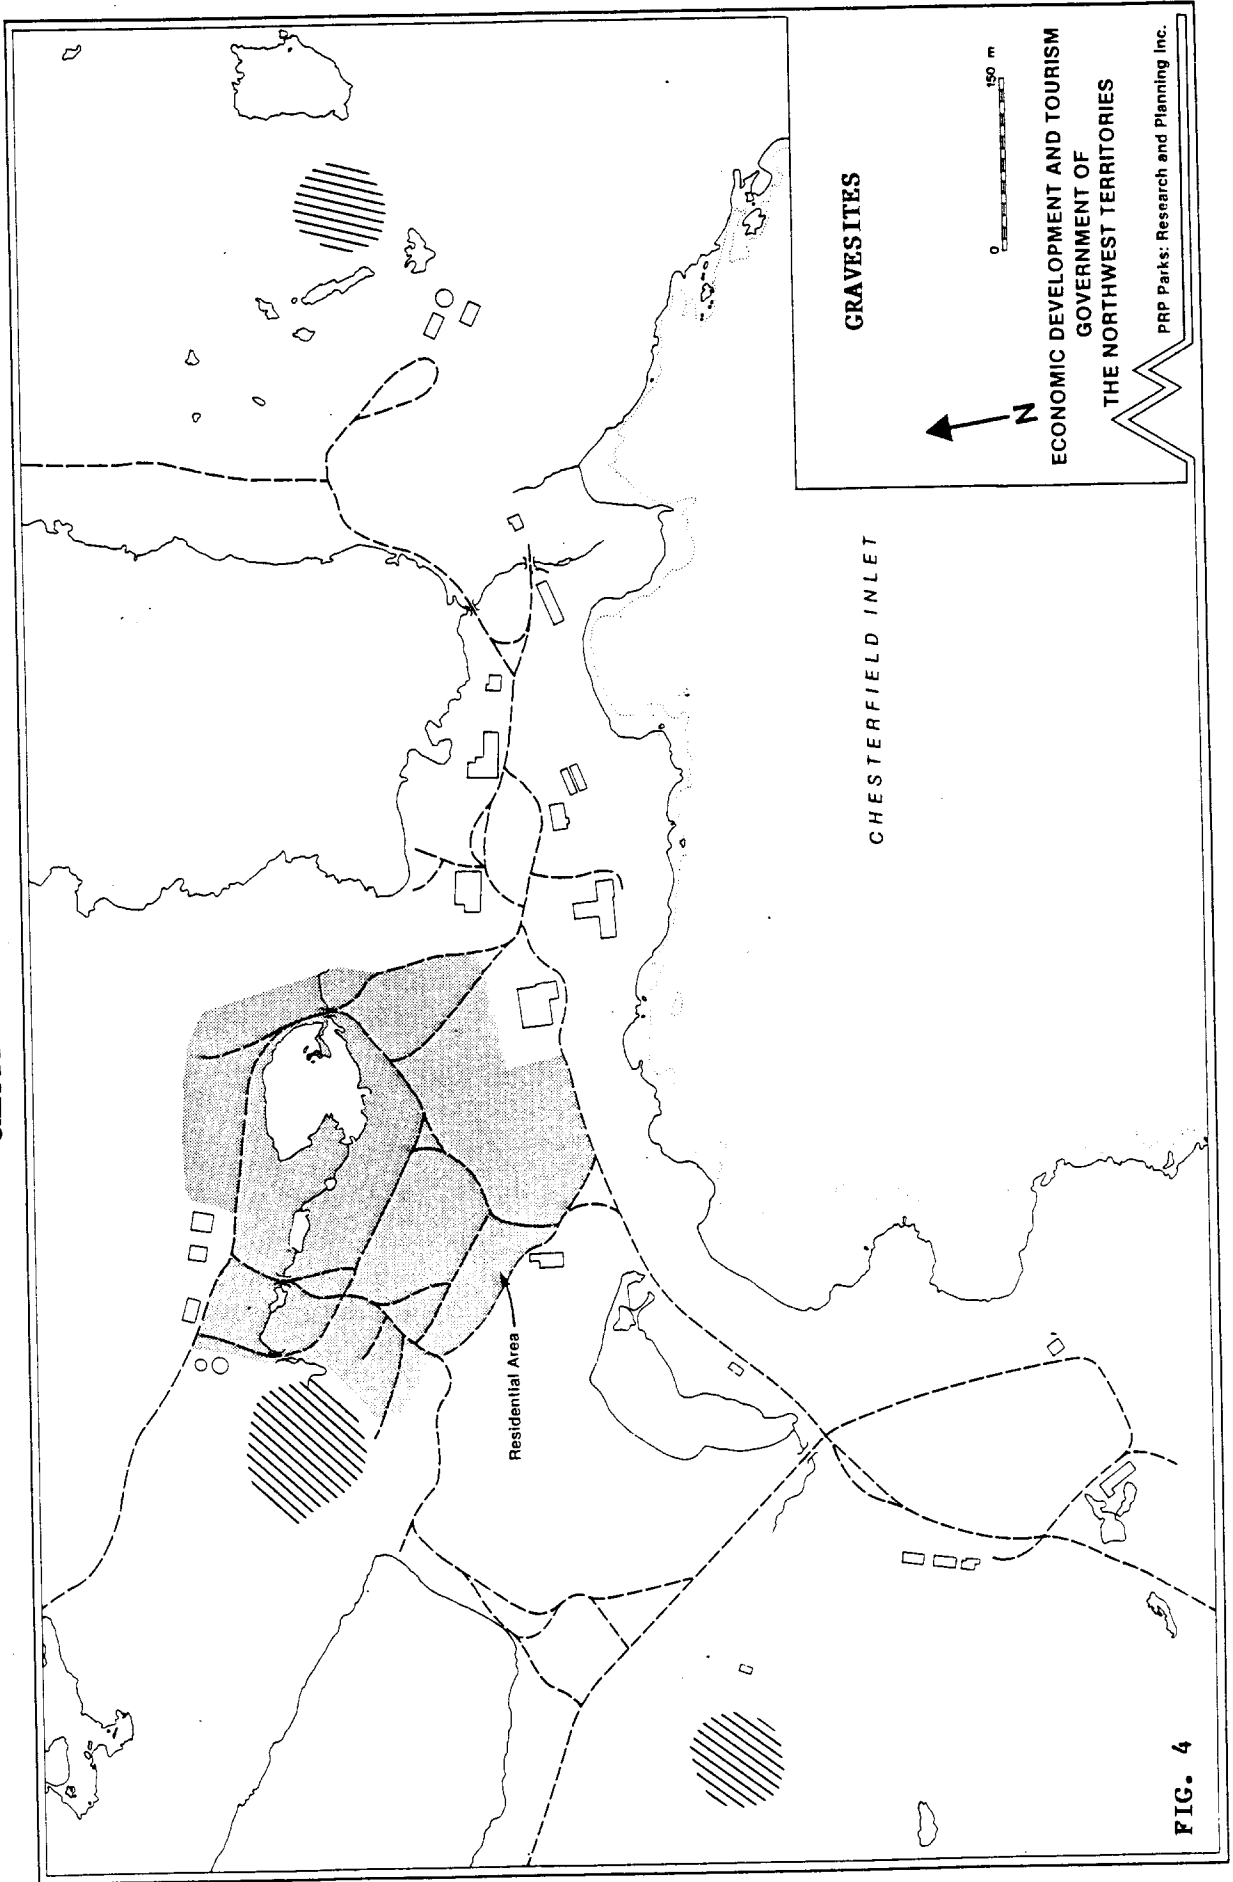 Residential Area
CHESTERFIELD INLET
GRAVESITES
N
0 150 m
ECONOMIC DEVELOPMENT AND TOURISM
GOVERNMENT OF
THE NORTHWEST TERRITORIES
PRP Parks: Research and Planning Inc.
FIG. 4